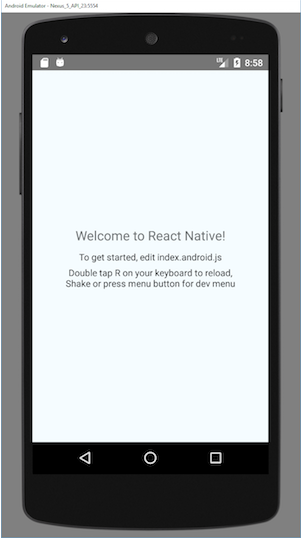 Android Emulator - Nexus_5_API_23:5554
LTE 8:58
Welcome to React Native!
To get started, edit index.android.js
Double tap R on your keyboard to reload,
Shake or press menu button for dev menu